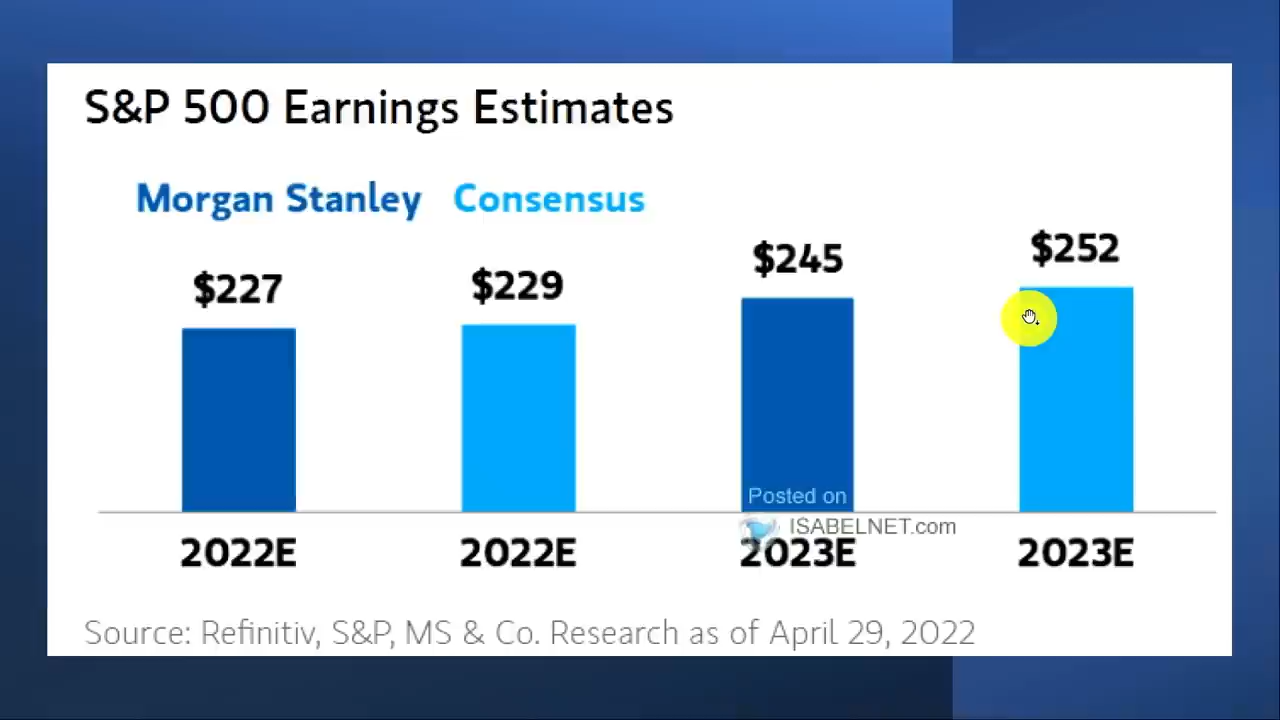 S&P 500 Earnings Estimates
Morgan Stanley Consensus
$227 $229 $245 $252
Posted on
ISABELNET.com
2022E 2022E 2023E 2023E
Source: Refinitiv, S&P, MS & Co. Research as of April 29, 2022